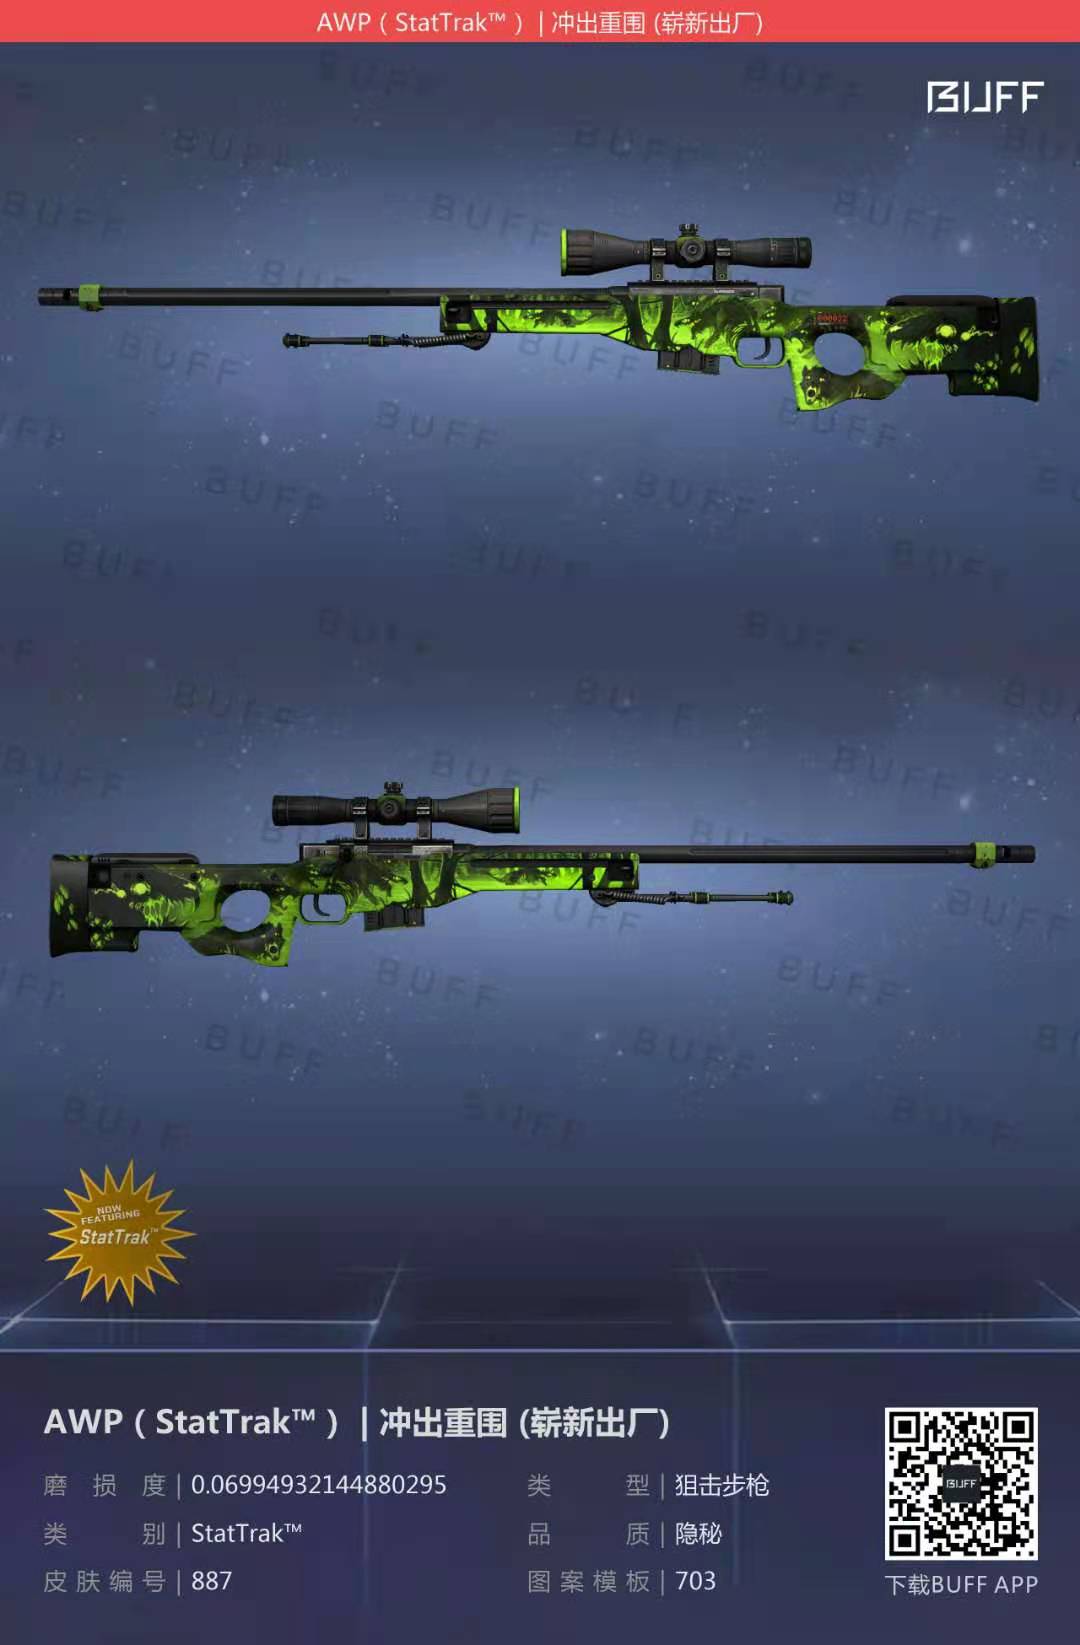 AWP（StatTrak™）| 冲出重围 (崭新出厂)
BUFF
000022
NOW
FEATURING
StatTrak™
AWP（StatTrak™）| 冲出重围 (崭新出厂)
磨损度 | 0.06994932144880295
类型 | 狙击步枪
类别 | StatTrak™
品质 | 隐秘
皮肤编号 | 887
图案模板 | 703
BUFF
下载BUFF APP